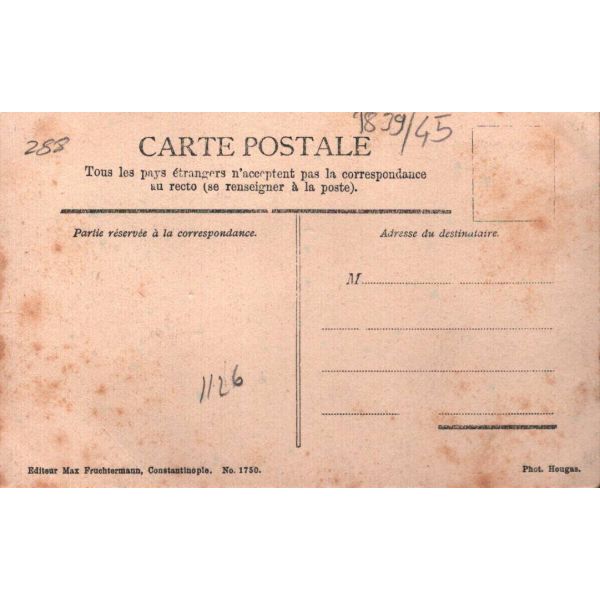 1839/45
288
CARTE POSTALE
Tous les pays étrangers n'acceptent pas la correspondance
au recto (se renseigner à la poste).
Partie réservée à la correspondance.
Adresse du destinataire.
M
1126
Editeur Max Fruchtermann, Constantinople. No. 1750.
Phot. Hougas.